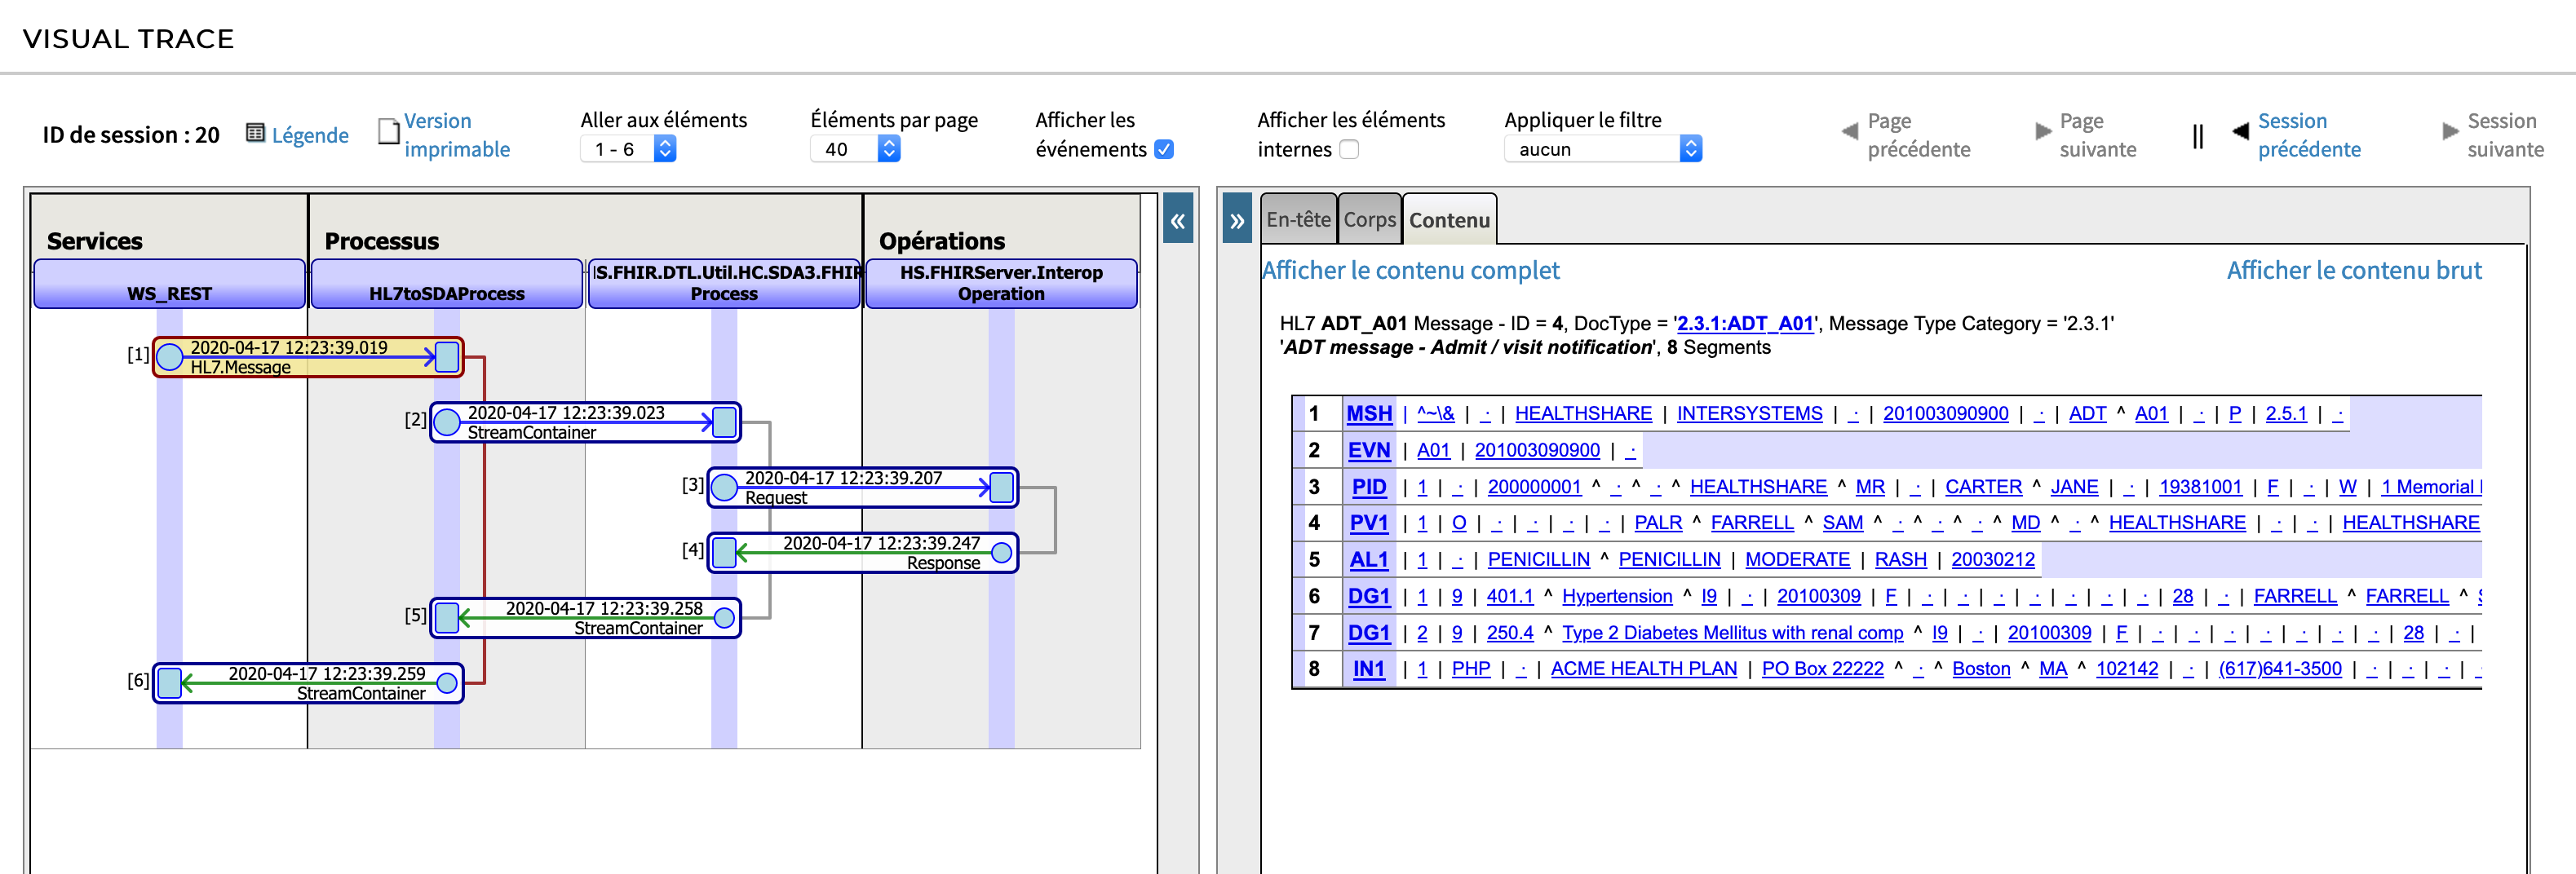 VISUAL TRACE
ID de session : 20
Légende
Version imprimable
Aller aux éléments
1 - 6
Éléments par page
40
Afficher les événements
Afficher les éléments internes
Appliquer le filtre
aucun
Page précédente
Page suivante
||
Session précédente
Session suivante
Services
Processus
Opérations
WS_REST
HL7toSDAProcess
S.FHIR.DTL.Util.HC.SDA3.FHIR
Process
HS.FHIRServer.Interop
Operation
[1] 2020-04-17 12:23:39.019
HL7.Message
[2] 2020-04-17 12:23:39.023
StreamContainer
[3] 2020-04-17 12:23:39.207
Request
[4] 2020-04-17 12:23:39.247
Response
[5] 2020-04-17 12:23:39.258
StreamContainer
[6] 2020-04-17 12:23:39.259
StreamContainer
«
»
En-tête
Corps
Contenu
Afficher le contenu complet
Afficher le contenu brut
HL7 ADT_A01 Message - ID = 4, DocType = '2.3.1:ADT_A01', Message Type Category = '2.3.1'
'ADT message - Admit / visit notification', 8 Segments
1 MSH | ^~\& | · | HEALTHSHARE | INTERSYSTEMS | · | 201003090900 | · | ADT ^ A01 | · | P | 2.5.1 | ·
2 EVN | A01 | 201003090900 | ·
3 PID | 1 | · | 200000001 ^ · ^ · ^ HEALTHSHARE ^ MR | · | CARTER ^ JANE | · | 19381001 | F | · | W | 1 Memorial
4 PV1 | 1 | O | · | · | · | · | PALR ^ FARRELL ^ SAM ^ · ^ · ^ · ^ MD ^ · ^ HEALTHSHARE | · | · | HEALTHSHARE
5 AL1 | 1 | · | PENICILLIN ^ PENICILLIN | MODERATE | RASH | 20030212
6 DG1 | 1 | 9 | 401.1 ^ Hypertension ^ I9 | · | 20100309 | F | · | · | · | · | · | · | · | 28 | · | FARRELL ^ FARRELL ^
7 DG1 | 2 | 9 | 250.4 ^ Type 2 Diabetes Mellitus with renal comp ^ I9 | · | 20100309 | F | · | · | · | · | · | · | · | 28 | · |
8 IN1 | 1 | PHP | · | ACME HEALTH PLAN | PO Box 22222 ^ · ^ Boston ^ MA ^ 102142 | · | (617)641-3500 | · | · | · | ·